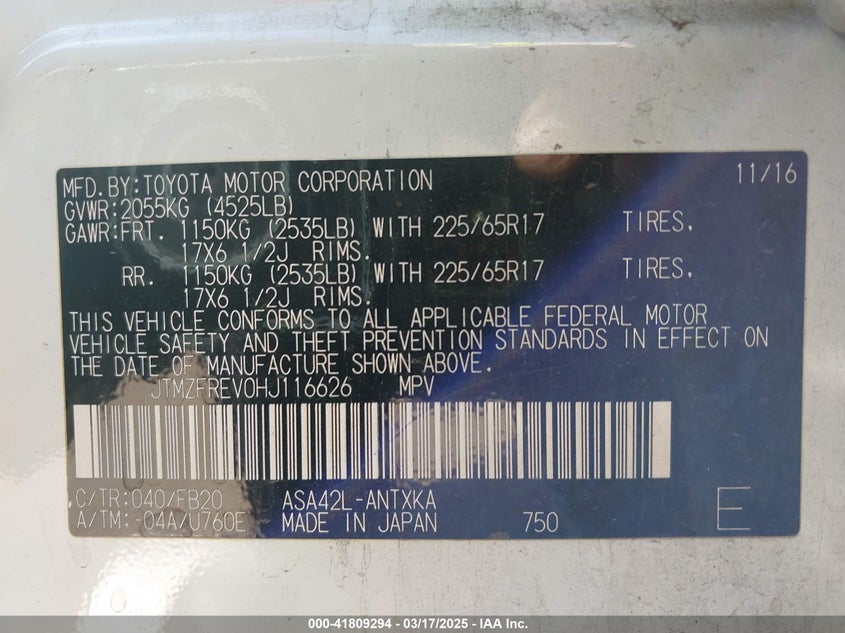 MFD.BY:TOYOTA MOTOR CORPORATION 11/16
GVWR:2055KG (4525LB)
GAWR:FRT. 1150KG (2535LB) WITH 225/65R17 TIRES.
17X6 1/2J RIMS.
RR. 1150KG (2535LB) WITH 225/65R17 TIRES.
17X6 1/2J RIMS.
THIS VEHICLE CONFORMS TO ALL APPLICABLE FEDERAL MOTOR
VEHICLE SAFETY AND THEFT PREVENTION STANDARDS IN EFFECT ON
THE DATE OF MANUFACTURE SHOWN ABOVE.
JTMZFREV0HJ116626 MPV
C/TR:040/FB20 ASA42L-ANTXKA
A/TM:-04A/U760E MADE IN JAPAN 750 E
000-41809294 - 03/17/2025 - IAA Inc.